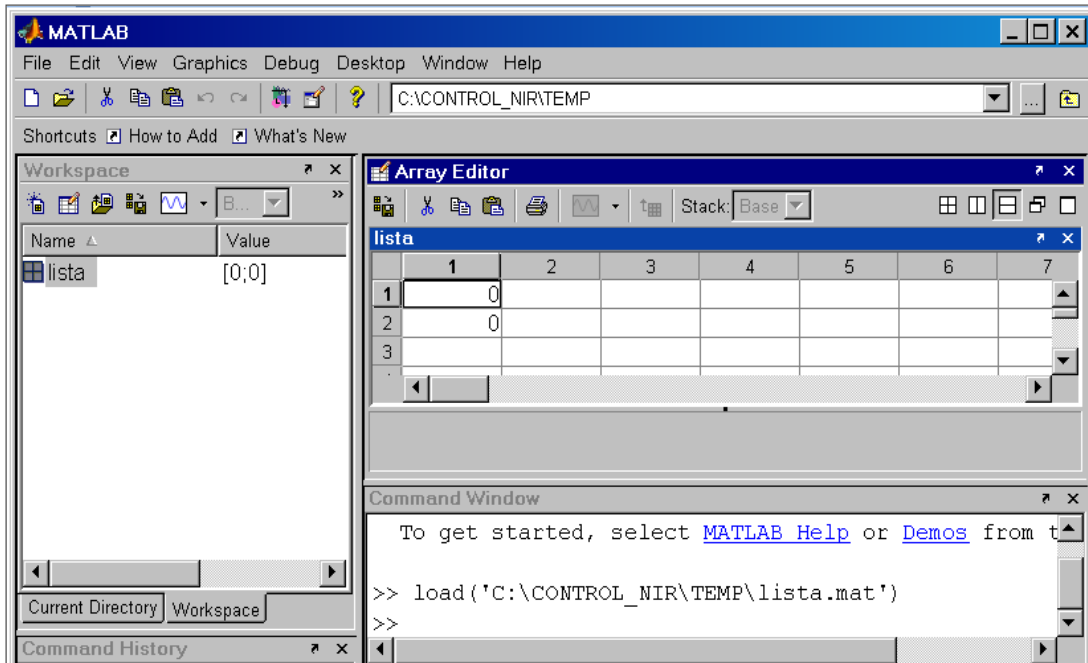 MATLAB
File Edit View Graphics Debug Desktop Window Help
C:\CONTROL_NIR\TEMP
...
Shortcuts How to Add What's New
Workspace
B...
»
Name Value
lista [0;0]
Current Directory Workspace
Command History
Array Editor
Stack: Base
lista
1 2 3 4 5 6 7
1 0
2 0
3
Command Window
To get started, select MATLAB Help or Demos from t
>> load('C:\CONTROL_NIR\TEMP\lista.mat')
>>